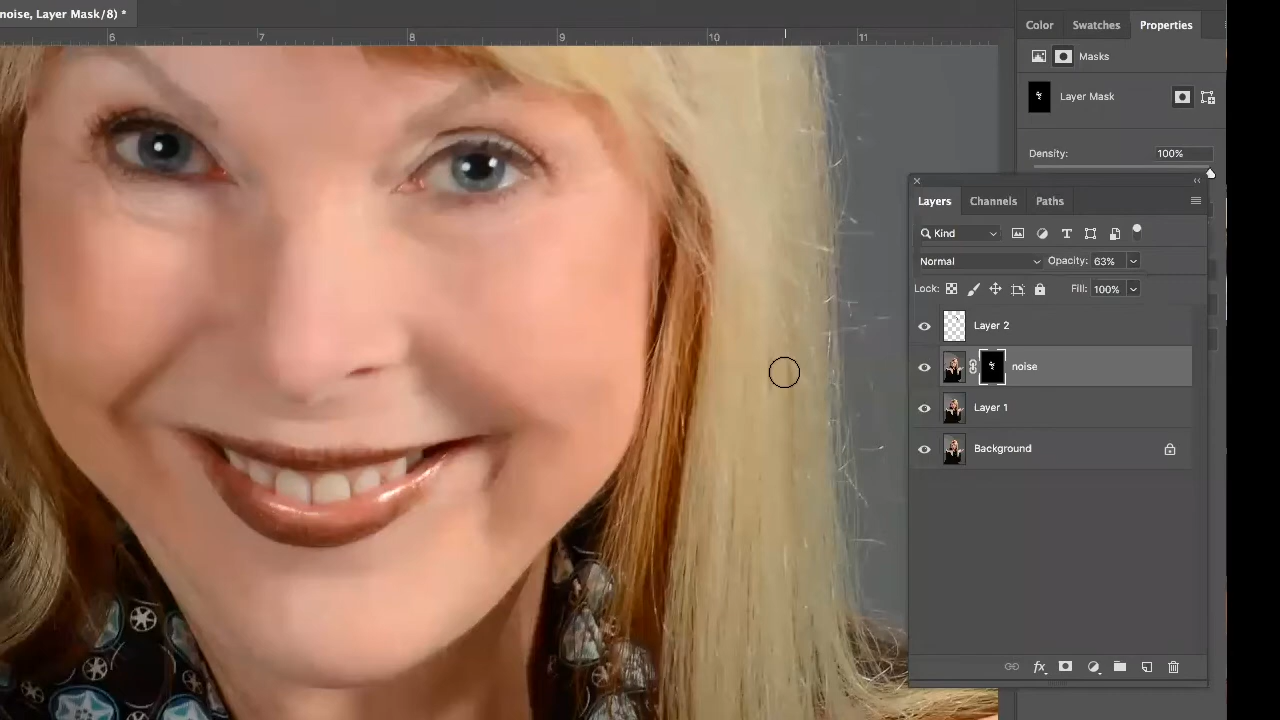 noise, Layer Mask/8) *
Color Swatches Properties
6 7 8 9 10 11
Masks
Layer Mask
Density: 100%
Layers Channels Paths
Kind
Normal Opacity: 63%
Lock: Fill: 100%
Layer 2
noise
Layer 1
Background
fx